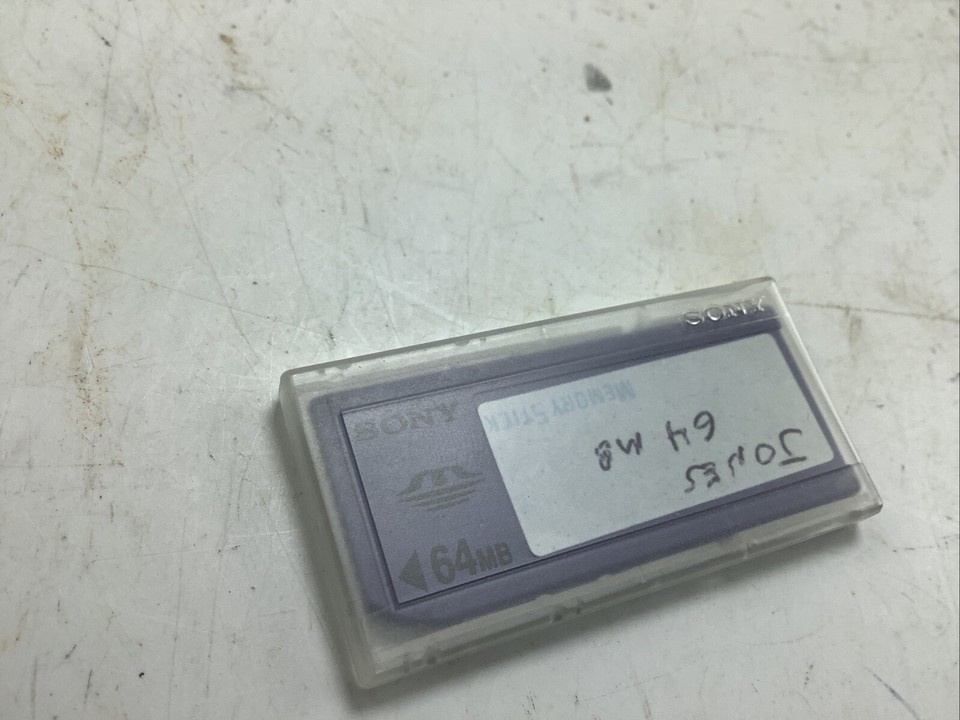 SONY
SONY
64MB
MEMORY STICK
JONES
64 MB